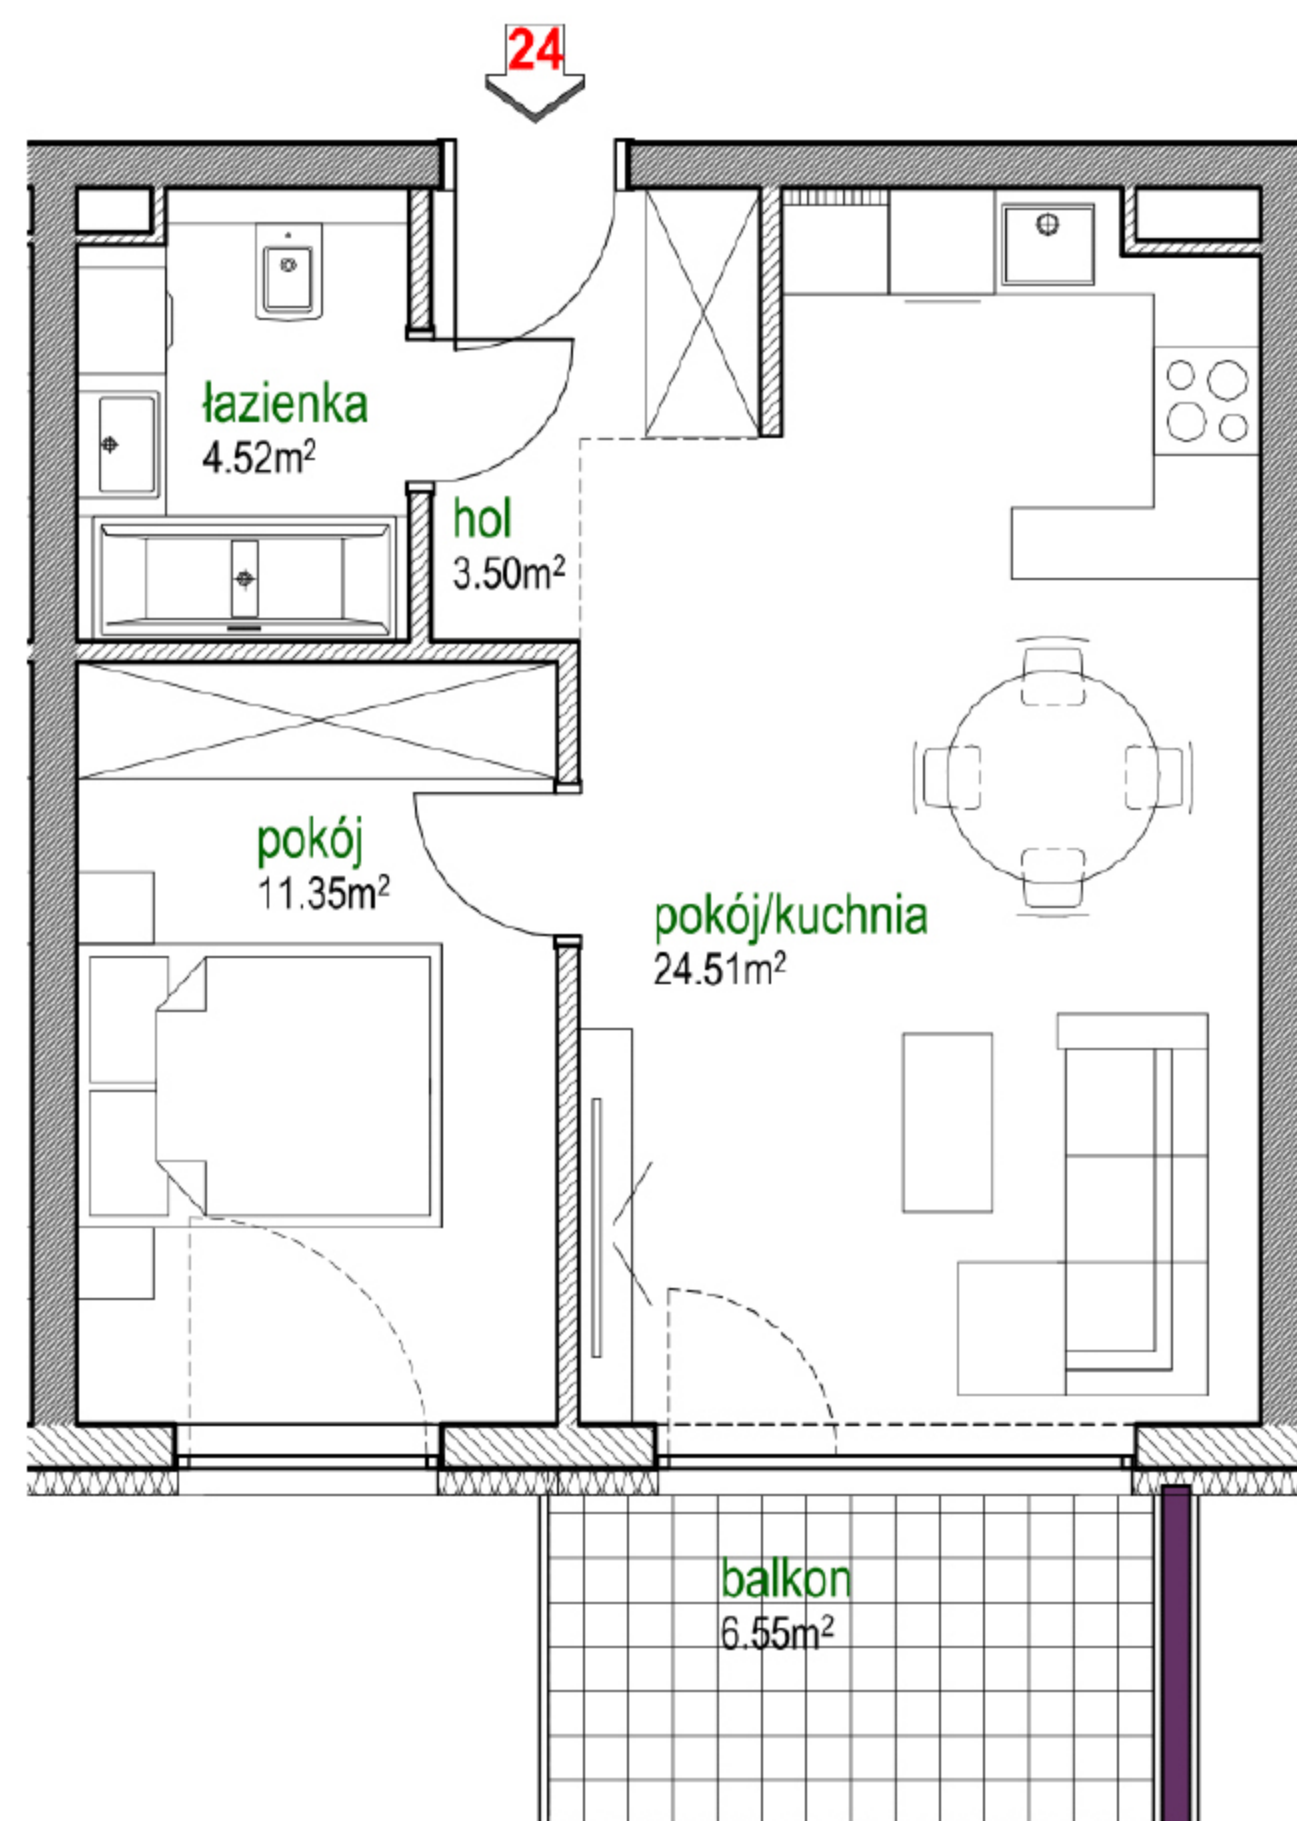 24
łazienka
4.52m²
hol
3.50m²
pokój
11.35m²
pokój/kuchnia
24.51m²
balkon
6.55m²